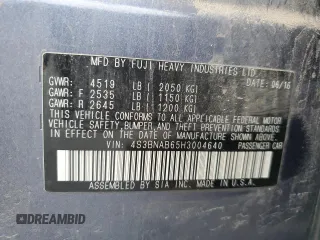 MFD. BY FUJI HEAVY INDUSTRIES LTD.
DATE 04/16
GVWR: 4519 LB ( 2050 KG)
GAWR: F 2535 LB ( 1150 KG)
GAWR: R 2645 LB ( 1200 KG)
THIS VEHICLE CONFORMS TO ALL APPLICABLE FEDERAL MOTOR
VEHICLE SAFETY, BUMPER AND THEFT PREVENTION STANDARDS
IN EFFECT ON THE DATE OF MANUFACTURE SHOWN ABOVE.
VIN: 4S3BNAB65H3004640
PASSENGER CAR
ASSEMBLED BY SIA INC. MADE IN U.S.A.
DAMAGED BIDS